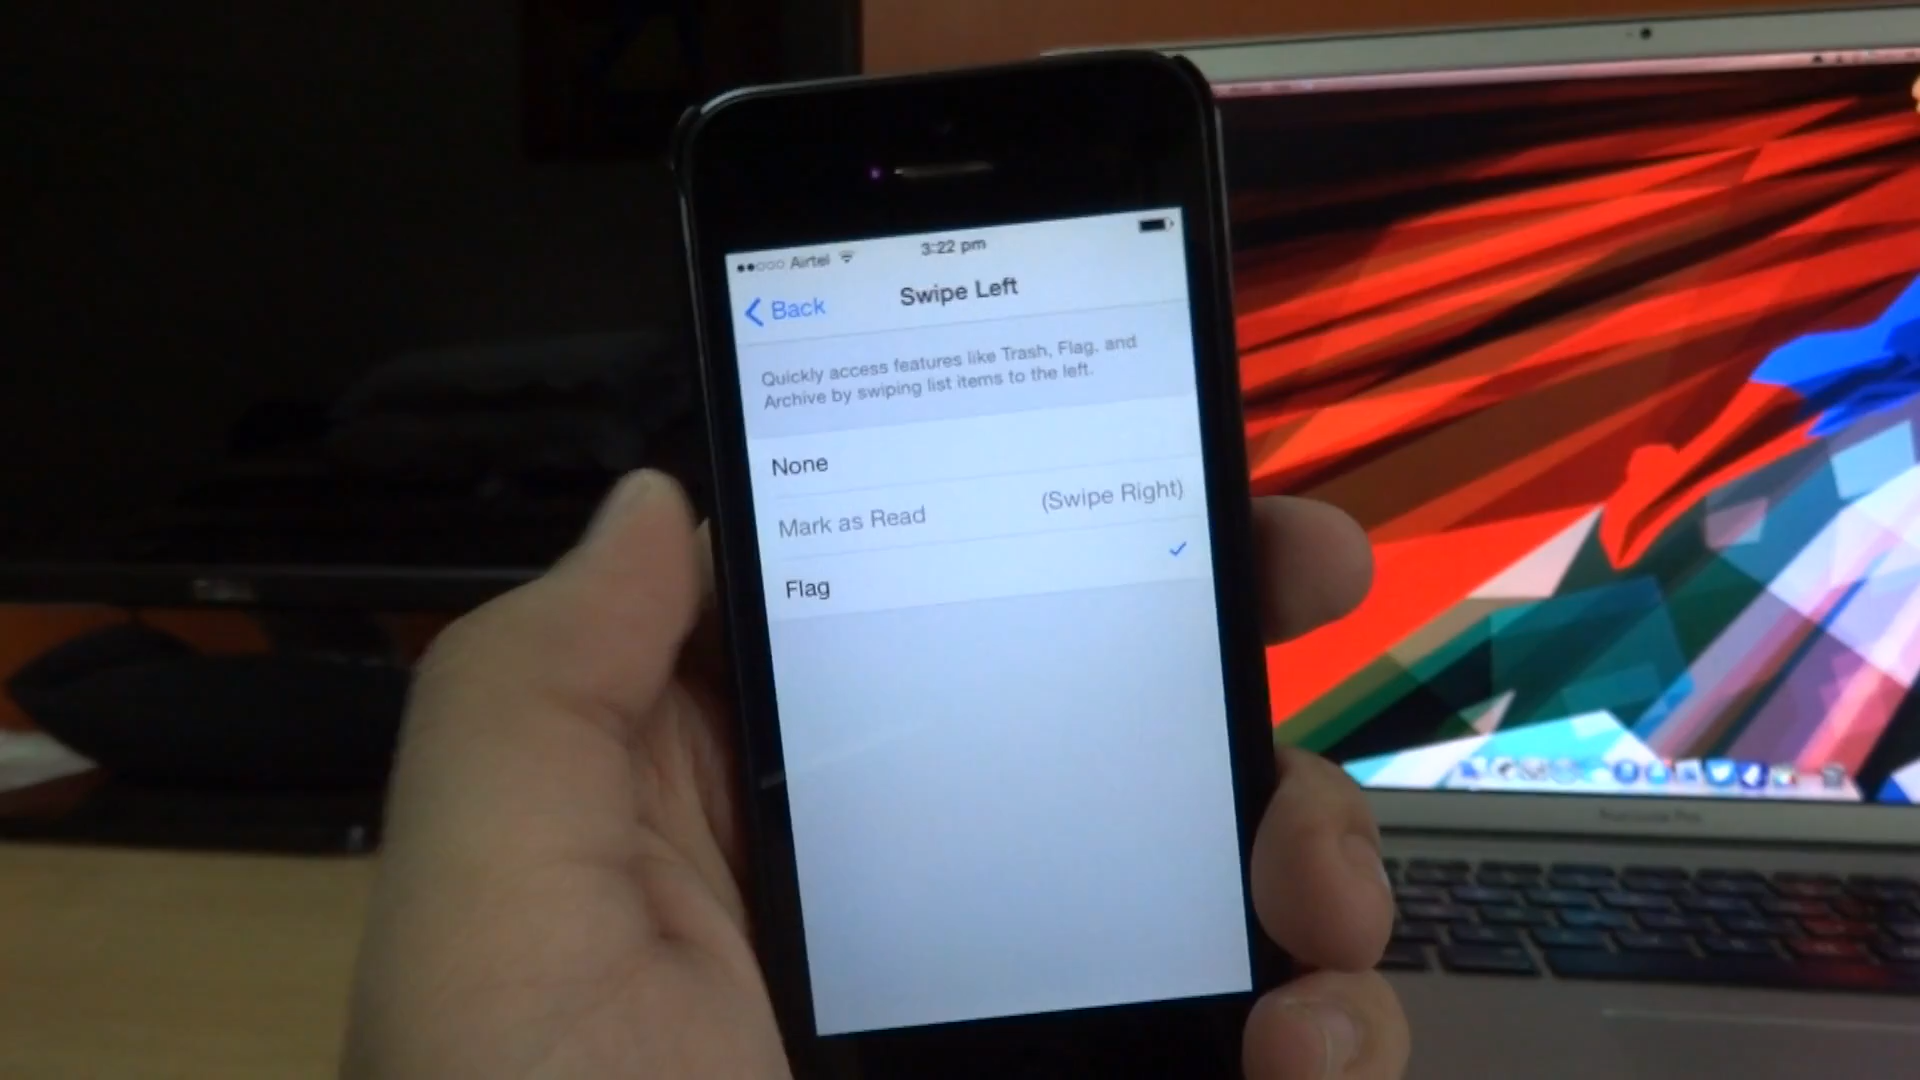 Airtel 3:22 pm
Back Swipe Left
Quickly access features like Trash, Flag, and
Archive by swiping list items to the left.
None
Mark as Read (Swipe Right)
Flag